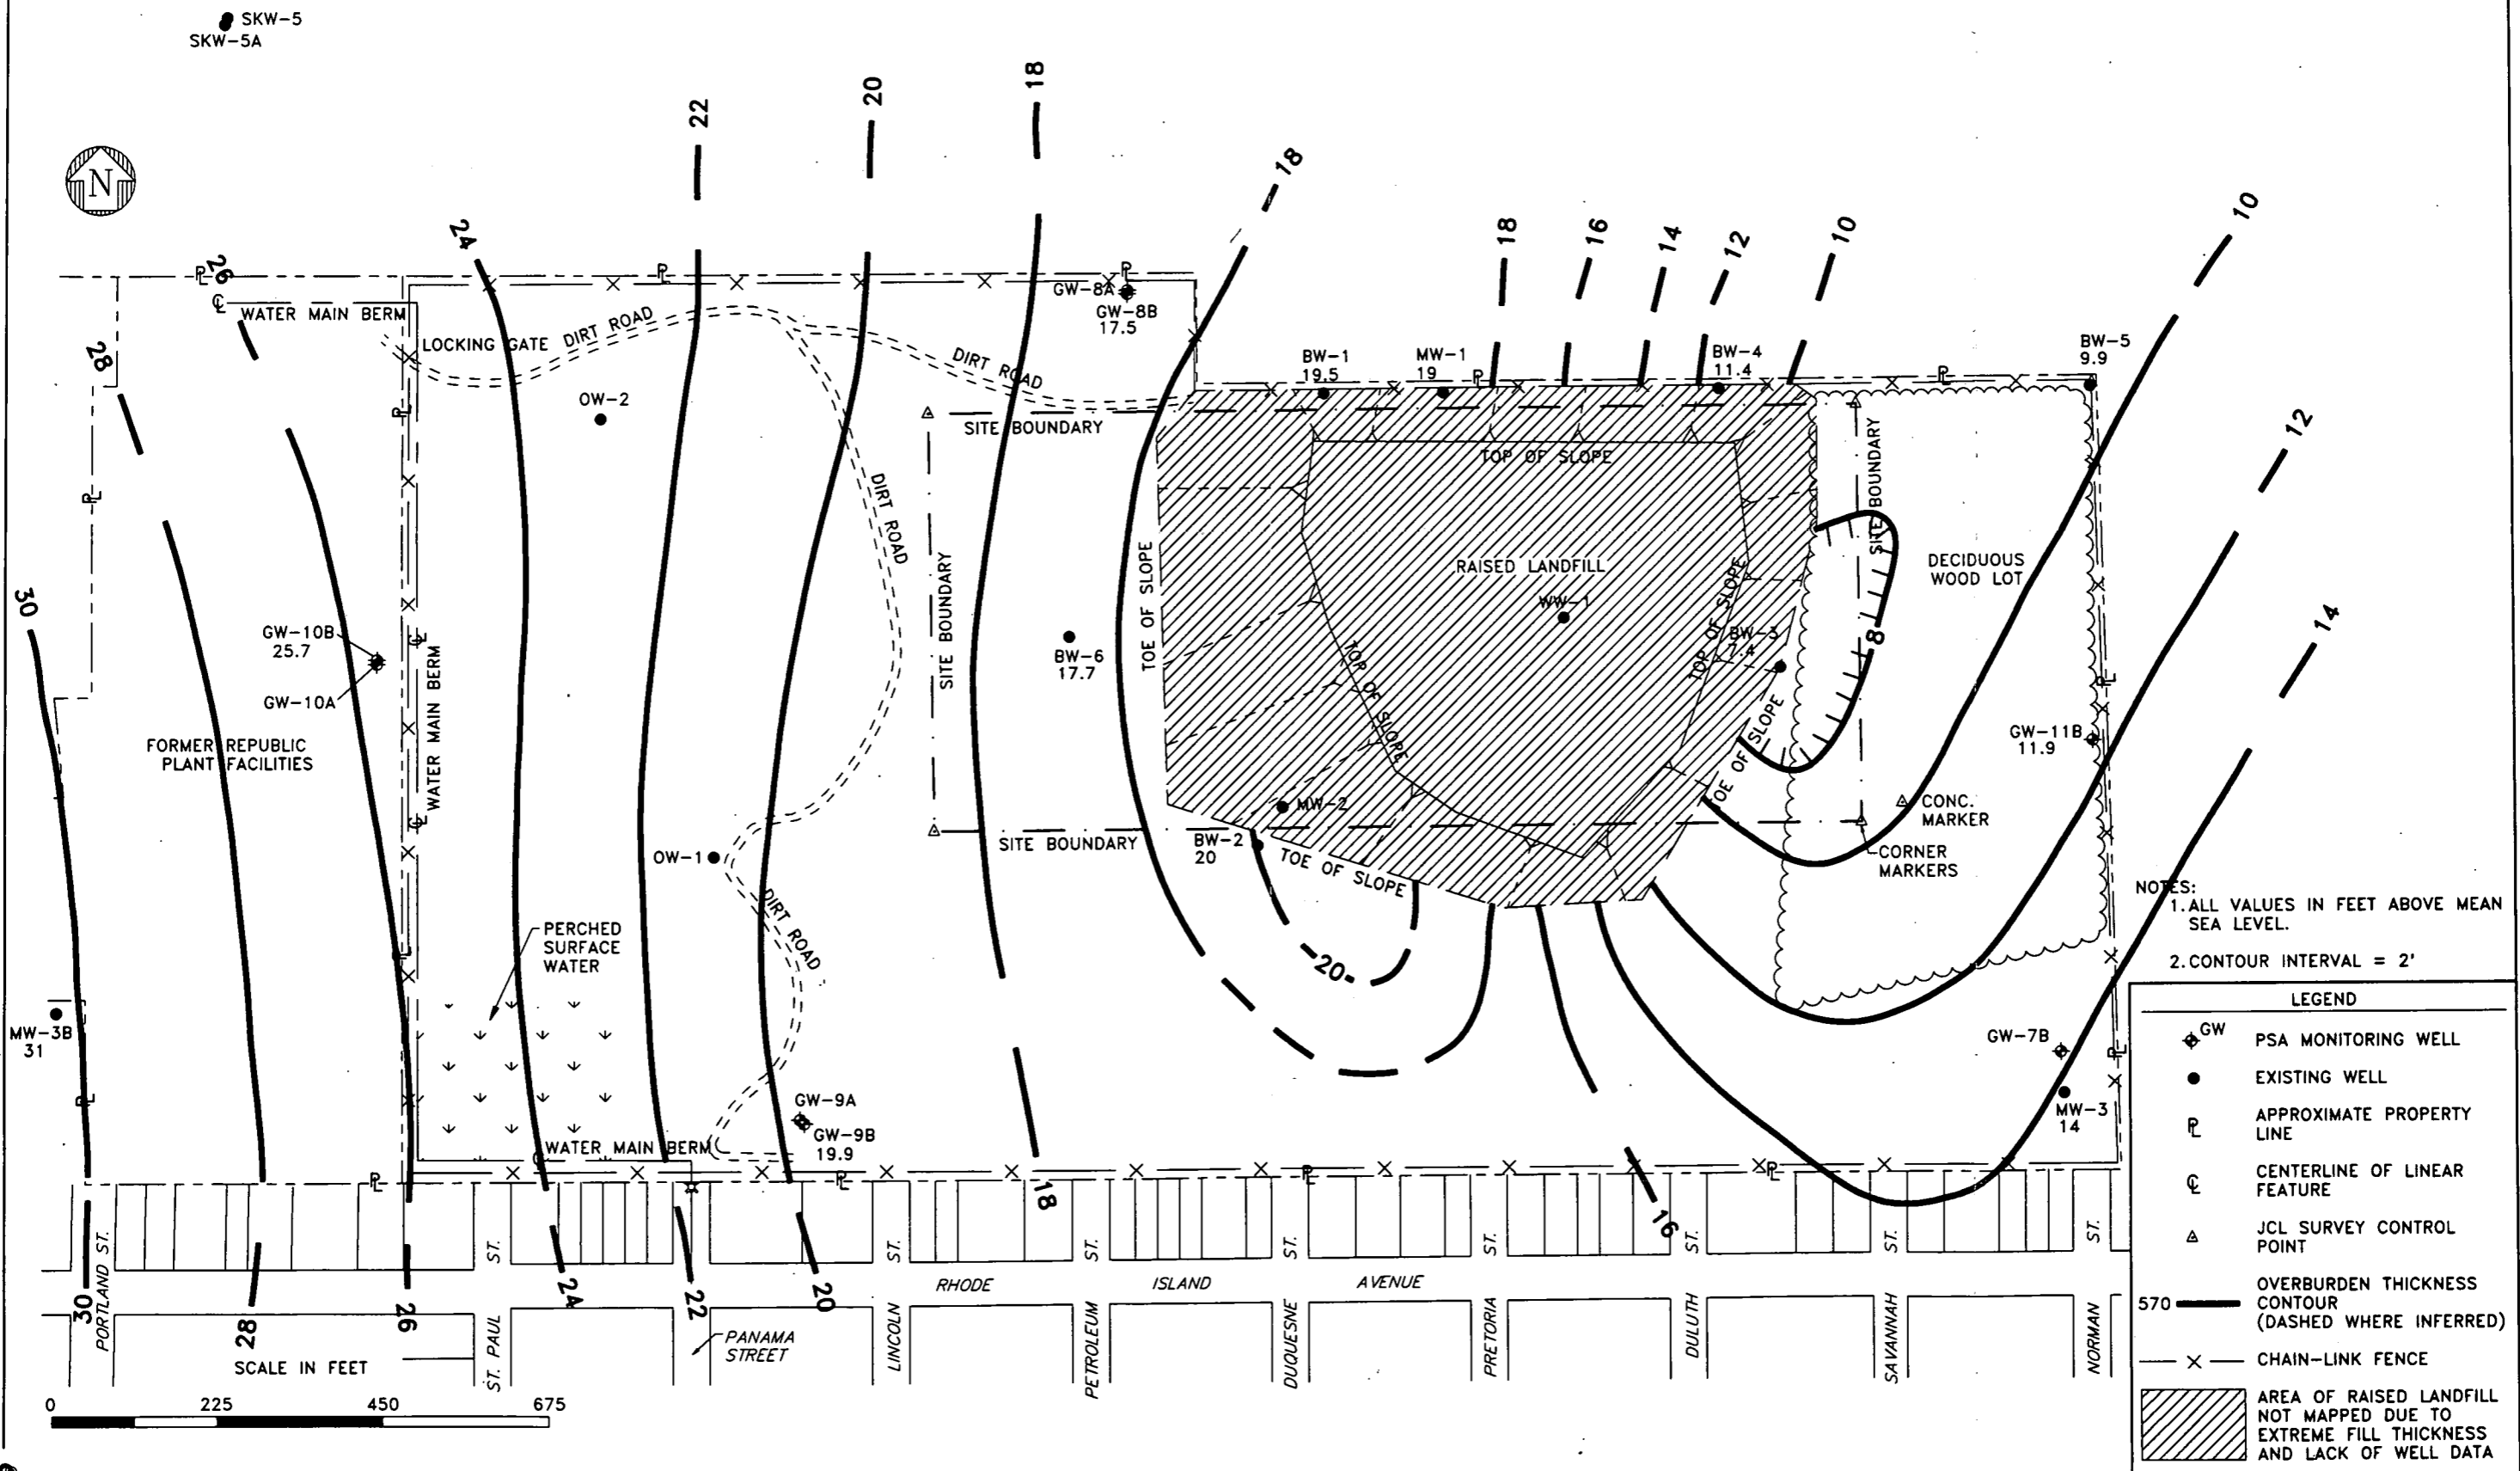 SKW-5
SKW-5A
22
20
18
18
N
24
26
28
30
18
16
14
12
10
10
12
14
WATER MAIN BERM
LOCKING GATE
DIRT ROAD
DIRT ROAD
DIRT ROAD
GW-8A
GW-8B
17.5
OW-2
BW-1
19.5
MW-1
19
BW-4
11.4
BW-5
9.9
SITE BOUNDARY
TOP OF SLOPE
SITE BOUNDARY
SITE BOUNDARY
TOE OF SLOPE
RAISED LANDFILL
WW-1
DECIDUOUS
WOOD LOT
GW-10B
25.7
GW-10A
WATER MAIN BERM
BW-6
17.7
TOP OF SLOPE
TOP OF SLOPE
BW-3
7.4
8
TOE OF SLOPE
FORMER REPUBLIC
PLANT FACILITIES
GW-11B
11.9
MW-2
CONC.
MARKER
CORNER
MARKERS
OW-1
SITE BOUNDARY
BW-2
20
TOE OF SLOPE
DIRT ROAD
PERCHED
SURFACE
WATER
20
MW-3B
31
GW-7B
MW-3
14
GW-9A
GW-9B
19.9
WATER MAIN BERM
18
16
NOTES:
1. ALL VALUES IN FEET ABOVE MEAN
SEA LEVEL.
2. CONTOUR INTERVAL = 2'
LEGEND
GW
PSA MONITORING WELL
EXISTING WELL
APPROXIMATE PROPERTY
LINE
CENTERLINE OF LINEAR
FEATURE
JCL SURVEY CONTROL
POINT
570
OVERBURDEN THICKNESS
CONTOUR
(DASHED WHERE INFERRED)
CHAIN-LINK FENCE
AREA OF RAISED LANDFILL
NOT MAPPED DUE TO
EXTREME FILL THICKNESS
AND LACK OF WELL DATA
30
28
26
24
22
20
PORTLAND ST.
ST. PAUL ST.
PANAMA
STREET
LINCOLN ST.
RHODE ISLAND AVENUE
PETROLEUM ST.
DUQUESNE ST.
PRETORIA ST.
DULUTH ST.
SAVANNAH ST.
NORMAN ST.
SCALE IN FEET
0 225 450 675